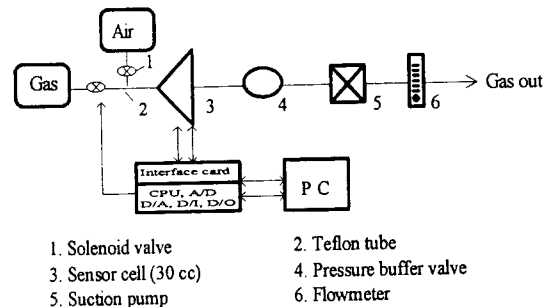 Air
1
Gas
2
3
4
5
6
Gas out
Interface card
CPU, A/D
D/A, D/I, D/O
P C
1. Solenoid valve
2. Teflon tube
3. Sensor cell (30 cc)
4. Pressure buffer valve
5. Suction pump
6. Flowmeter